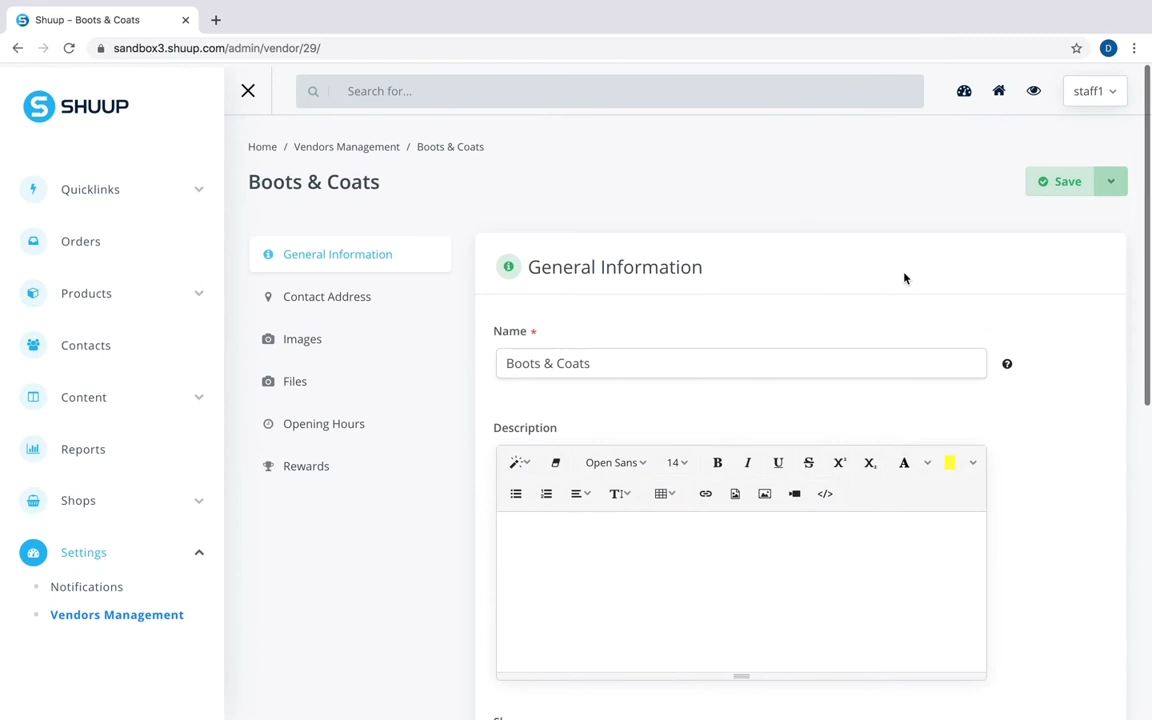 Shuup – Boots & Coats
sandbox3.shuup.com/admin/vendor/29/
D
SHUUP
Search for...
staff1
Quicklinks
Orders
Products
Contacts
Content
Reports
Shops
Settings
Notifications
Vendors Management
Home / Vendors Management / Boots & Coats
Boots & Coats
Save
General Information
Contact Address
Images
Files
Opening Hours
Rewards
General Information
Name *
Boots & Coats
Description
Open Sans 14 B I U S X² X₂ A
T
</>